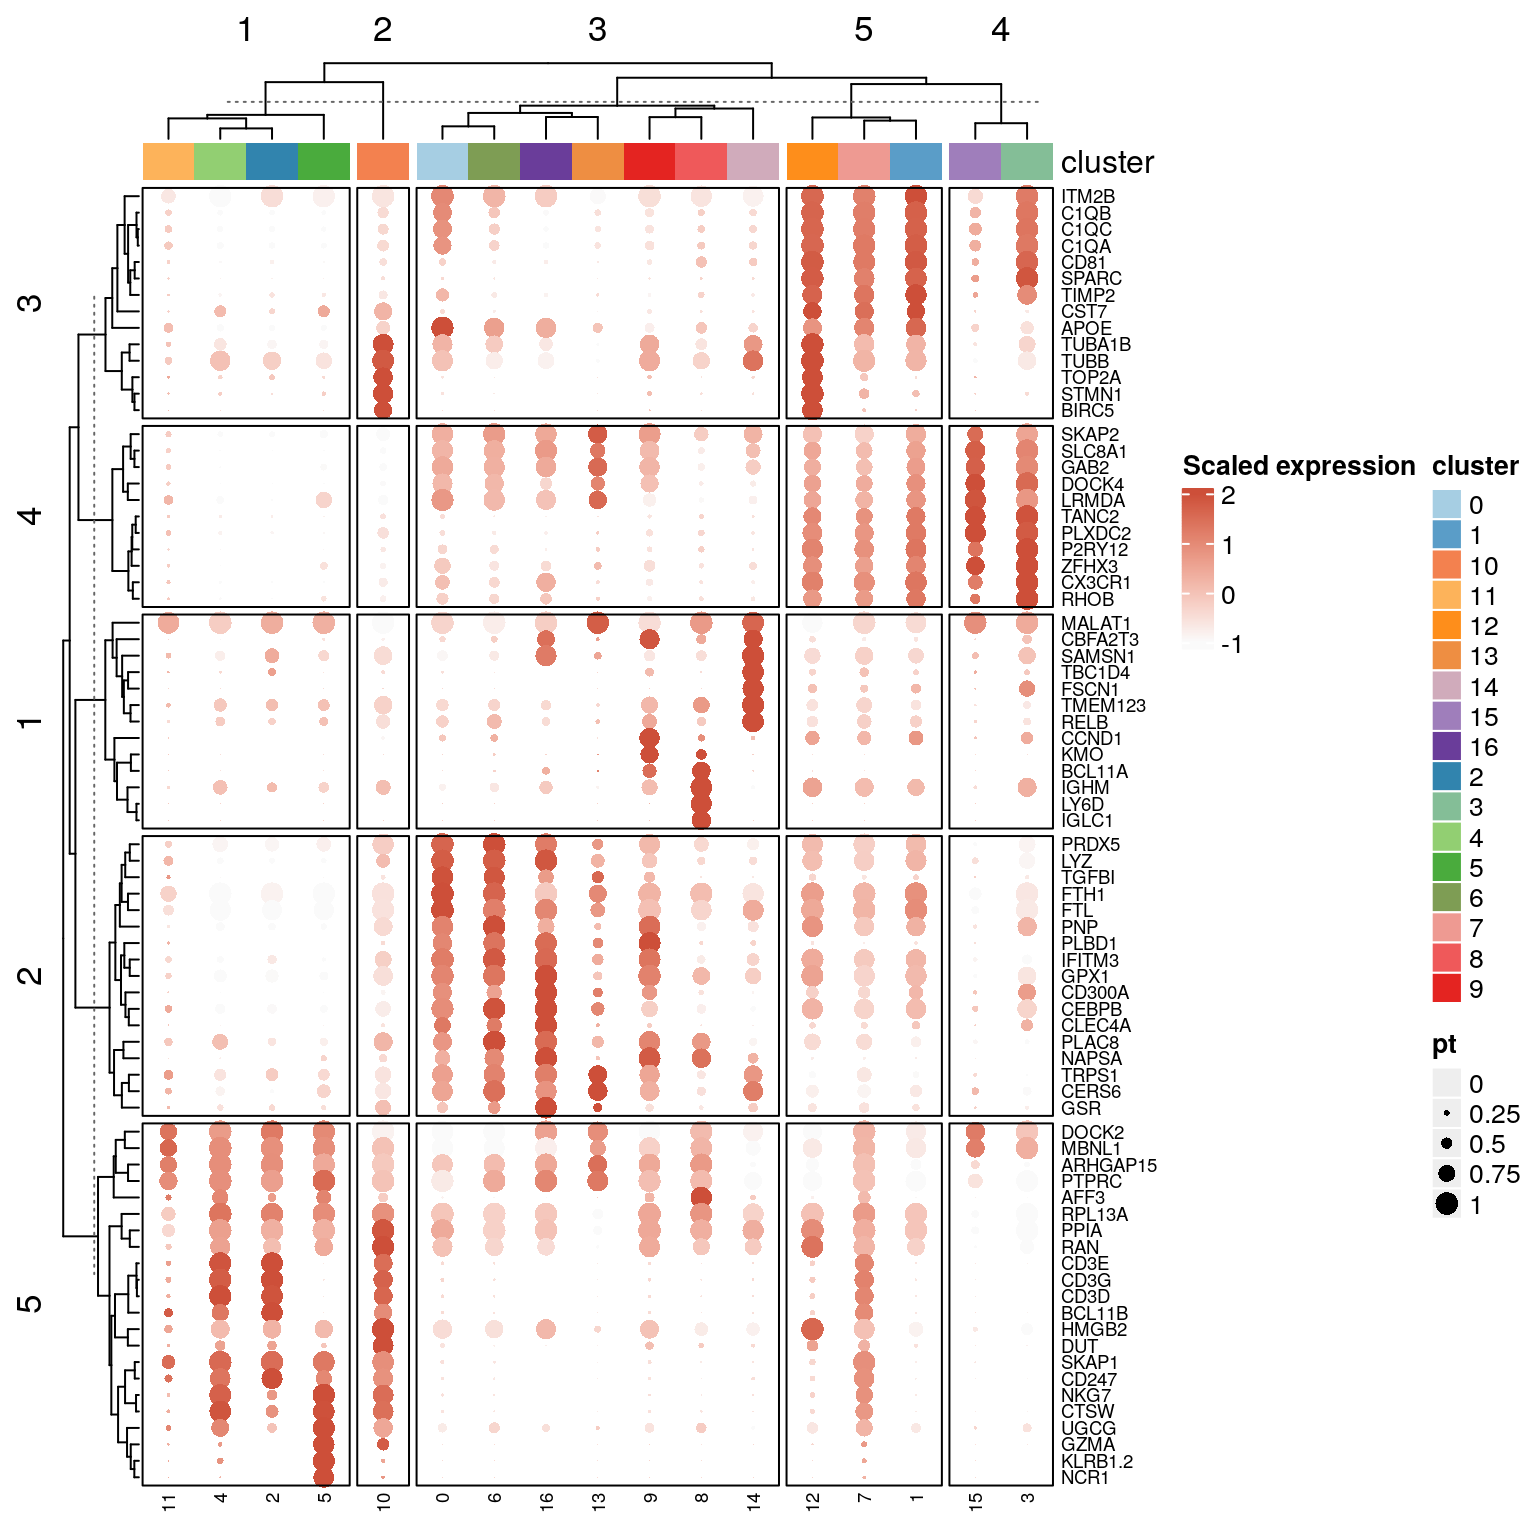 1 2 3 5 4
cluster
3
ITM2B
C1QB
C1QC
C1QA
CD81
SPARC
TIMP2
CST7
APOE
TUBA1B
TUBB
TOP2A
STMN1
BIRC5
4
SKAP2
SLC8A1
GAB2
DOCK4
LRMDA
TANC2
PLXDC2
P2RY12
ZFHX3
CX3CR1
RHOB
1
MALAT1
CBFA2T3
SAMSN1
TBC1D4
FSCN1
TMEM123
RELB
CCND1
KMO
BCL11A
IGHM
LY6D
IGLC1
2
PRDX5
LYZ
TGFBI
FTH1
FTL
PNP
PLBD1
IFITM3
GPX1
CD300A
CEBPB
CLEC4A
PLAC8
NAPSA
TRPS1
CERS6
GSR
5
DOCK2
MBNL1
ARHGAP15
PTPRC
AFF3
RPL13A
PPIA
RAN
CD3E
CD3G
CD3D
BCL11B
HMGB2
DUT
SKAP1
CD247
NKG7
CTSW
UGCG
GZMA
KLRB1.2
NCR1
11 4 2 5 10 0 6 16 13 9 8 14 12 7 1 15 3
Scaled expression
2
1
0
-1
cluster
0
1
10
11
12
13
14
15
16
2
3
4
5
6
7
8
9
pt
0
0.25
0.5
0.75
1